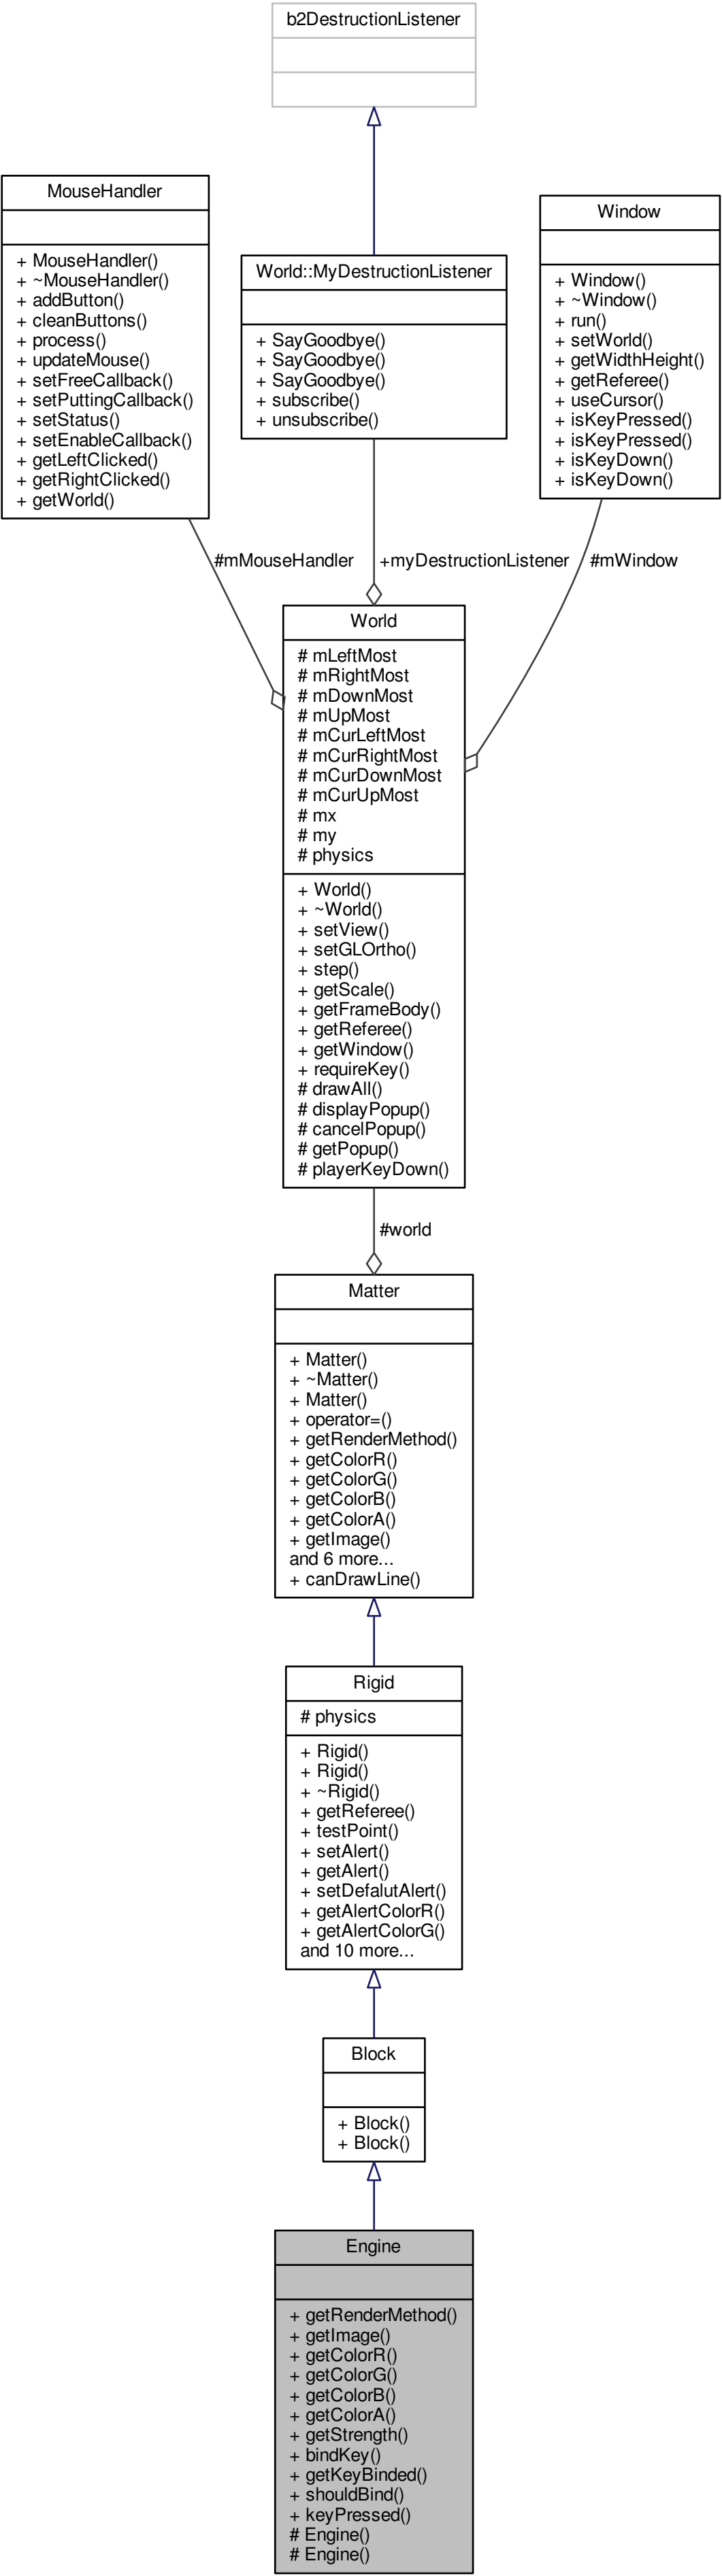 b2DestructionListener
MouseHandler
+ MouseHandler()
+ ~MouseHandler()
+ addButton()
+ cleanButtons()
+ process()
+ updateMouse()
+ setFreeCallback()
+ setPuttingCallback()
+ setStatus()
+ setEnableCallback()
+ getLeftClicked()
+ getRightClicked()
+ getWorld()
World::MyDestructionListener
+ SayGoodbye()
+ SayGoodbye()
+ SayGoodbye()
+ subscribe()
+ unsubscribe()
Window
+ Window()
+ ~Window()
+ run()
+ setWorld()
+ getWidthHeight()
+ getReferee()
+ useCursor()
+ isKeyPressed()
+ isKeyPressed()
+ isKeyDown()
+ isKeyDown()
#mMouseHandler
+myDestructionListener
#mWindow
World
# mLeftMost
# mRightMost
# mDownMost
# mUpMost
# mCurLeftMost
# mCurRightMost
# mCurDownMost
# mCurUpMost
# mx
# my
# physics
+ World()
+ ~World()
+ setView()
+ setGLOrtho()
+ step()
+ getScale()
+ getFrameBody()
+ getReferee()
+ getWindow()
+ requireKey()
# drawAll()
# displayPopup()
# cancelPopup()
# getPopup()
# playerKeyDown()
#world
Matter
+ Matter()
+ ~Matter()
+ Matter()
+ operator=()
+ getRenderMethod()
+ getColorR()
+ getColorG()
+ getColorB()
+ getColorA()
+ getImage()
and 6 more...
+ canDrawLine()
Rigid
# physics
+ Rigid()
+ Rigid()
+ ~Rigid()
+ getReferee()
+ testPoint()
+ setAlert()
+ getAlert()
+ setDefalutAlert()
+ getAlertColorR()
+ getAlertColorG()
and 10 more...
Block
+ Block()
+ Block()
Engine
+ getRenderMethod()
+ getImage()
+ getColorR()
+ getColorG()
+ getColorB()
+ getColorA()
+ getStrength()
+ bindKey()
+ getKeyBinded()
+ shouldBind()
+ keyPressed()
# Engine()
# Engine()